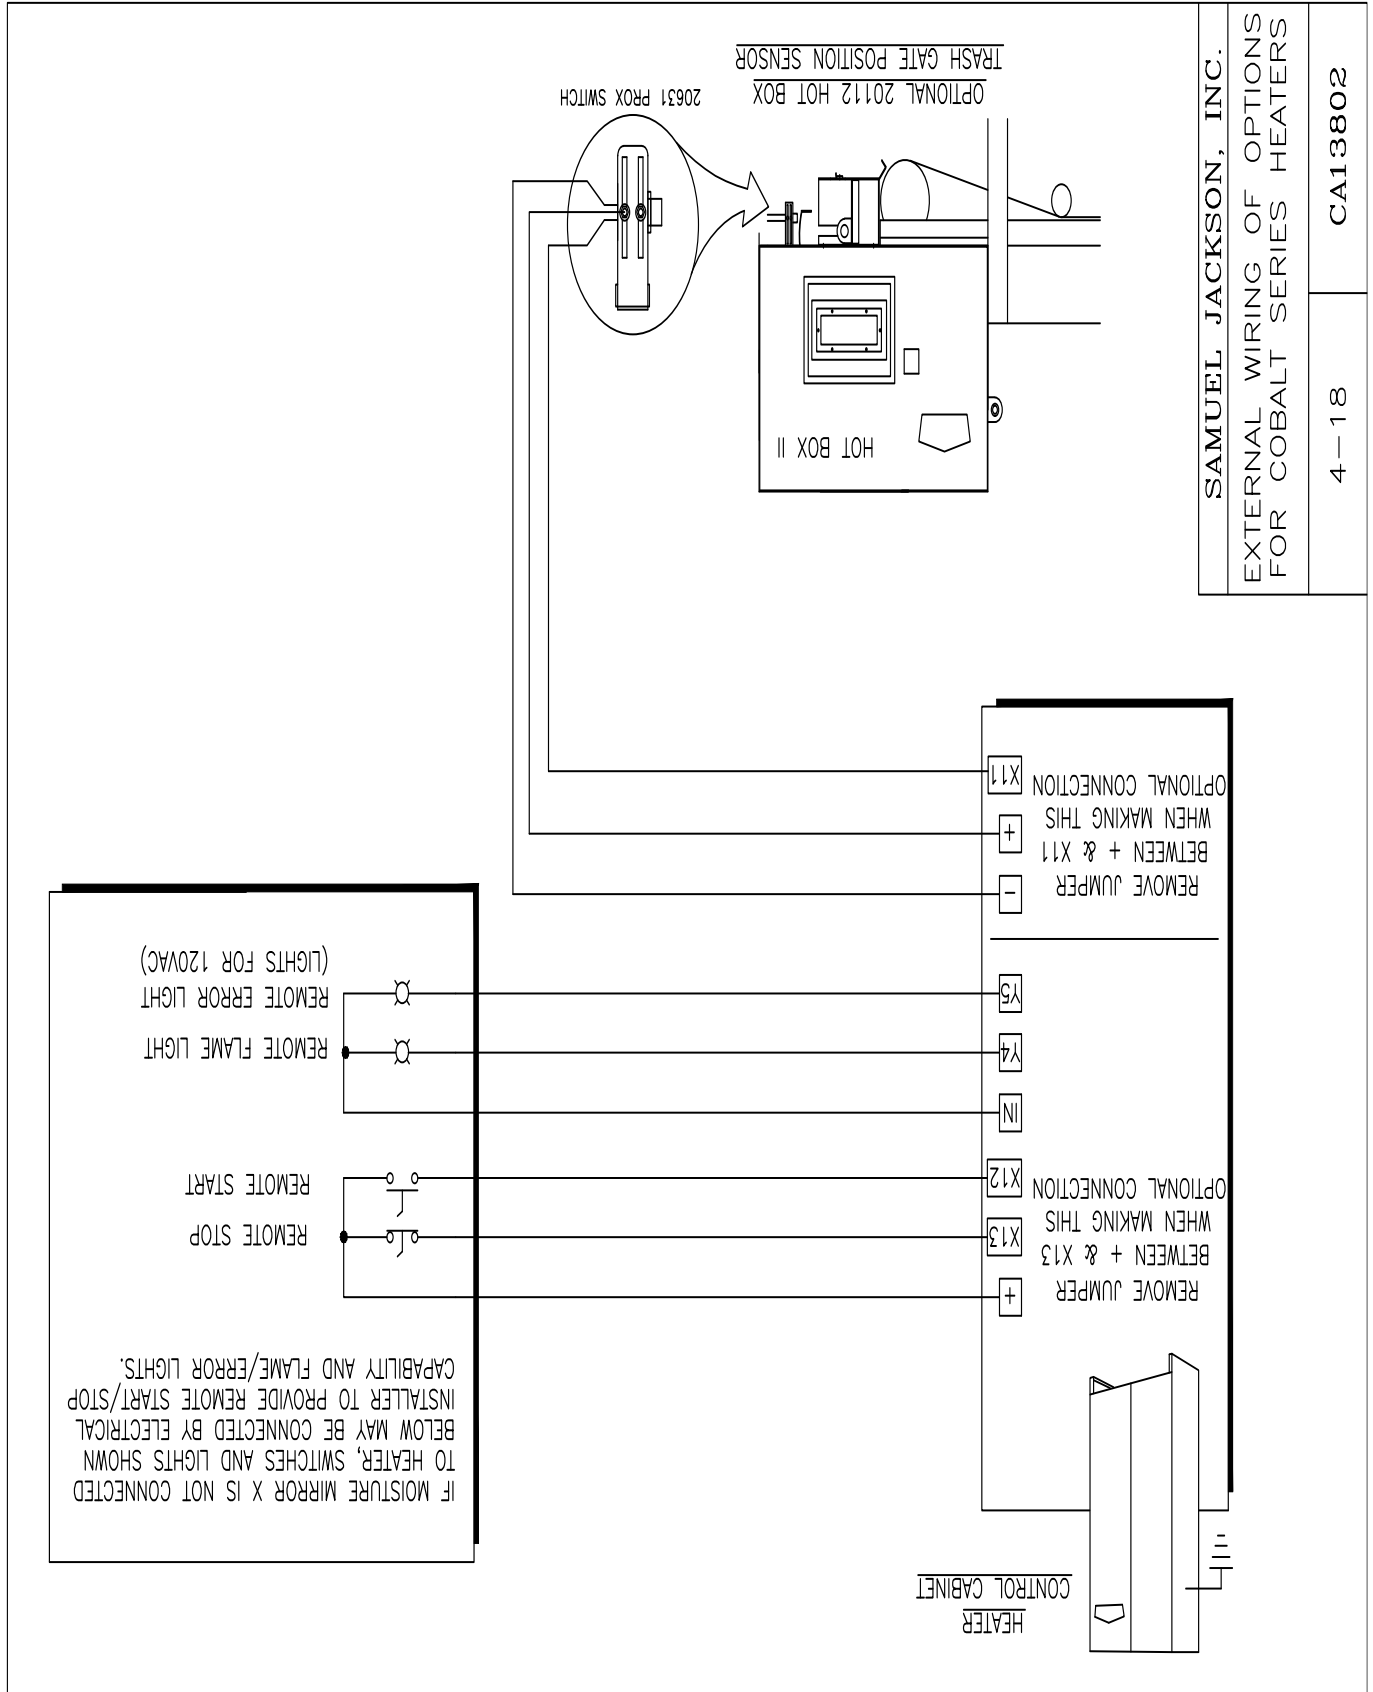 HEATER
CONTROL CABINET
IF MOISTURE MIRROR X IS NOT CONNECTED
TO HEATER, SWITCHES AND LIGHTS SHOWN
BELOW MAY BE CONNECTED BY ELECTRICAL
INSTALLER TO PROVIDE REMOTE START/STOP
CAPABILITY AND FLAME/ERROR LIGHTS.
REMOVE JUMPER
BETWEEN + & X13
WHEN MAKING THIS
OPTIONAL CONNECTION
+
X13
X12
REMOTE STOP
REMOTE START
IN
Y4
Y5
REMOTE FLAME LIGHT
REMOTE ERROR LIGHT
(LIGHTS FOR 120VAC)
REMOVE JUMPER
BETWEEN + & X11
WHEN MAKING THIS
OPTIONAL CONNECTION
-
+
X11
HOT BOX II
OPTIONAL 20112 HOT BOX
TRASH GATE POSITION SENSOR
20631 PROX SWITCH
SAMUEL JACKSON, INC.
EXTERNAL WIRING OF OPTIONS
FOR COBALT SERIES HEATERS
4-18
CA13802